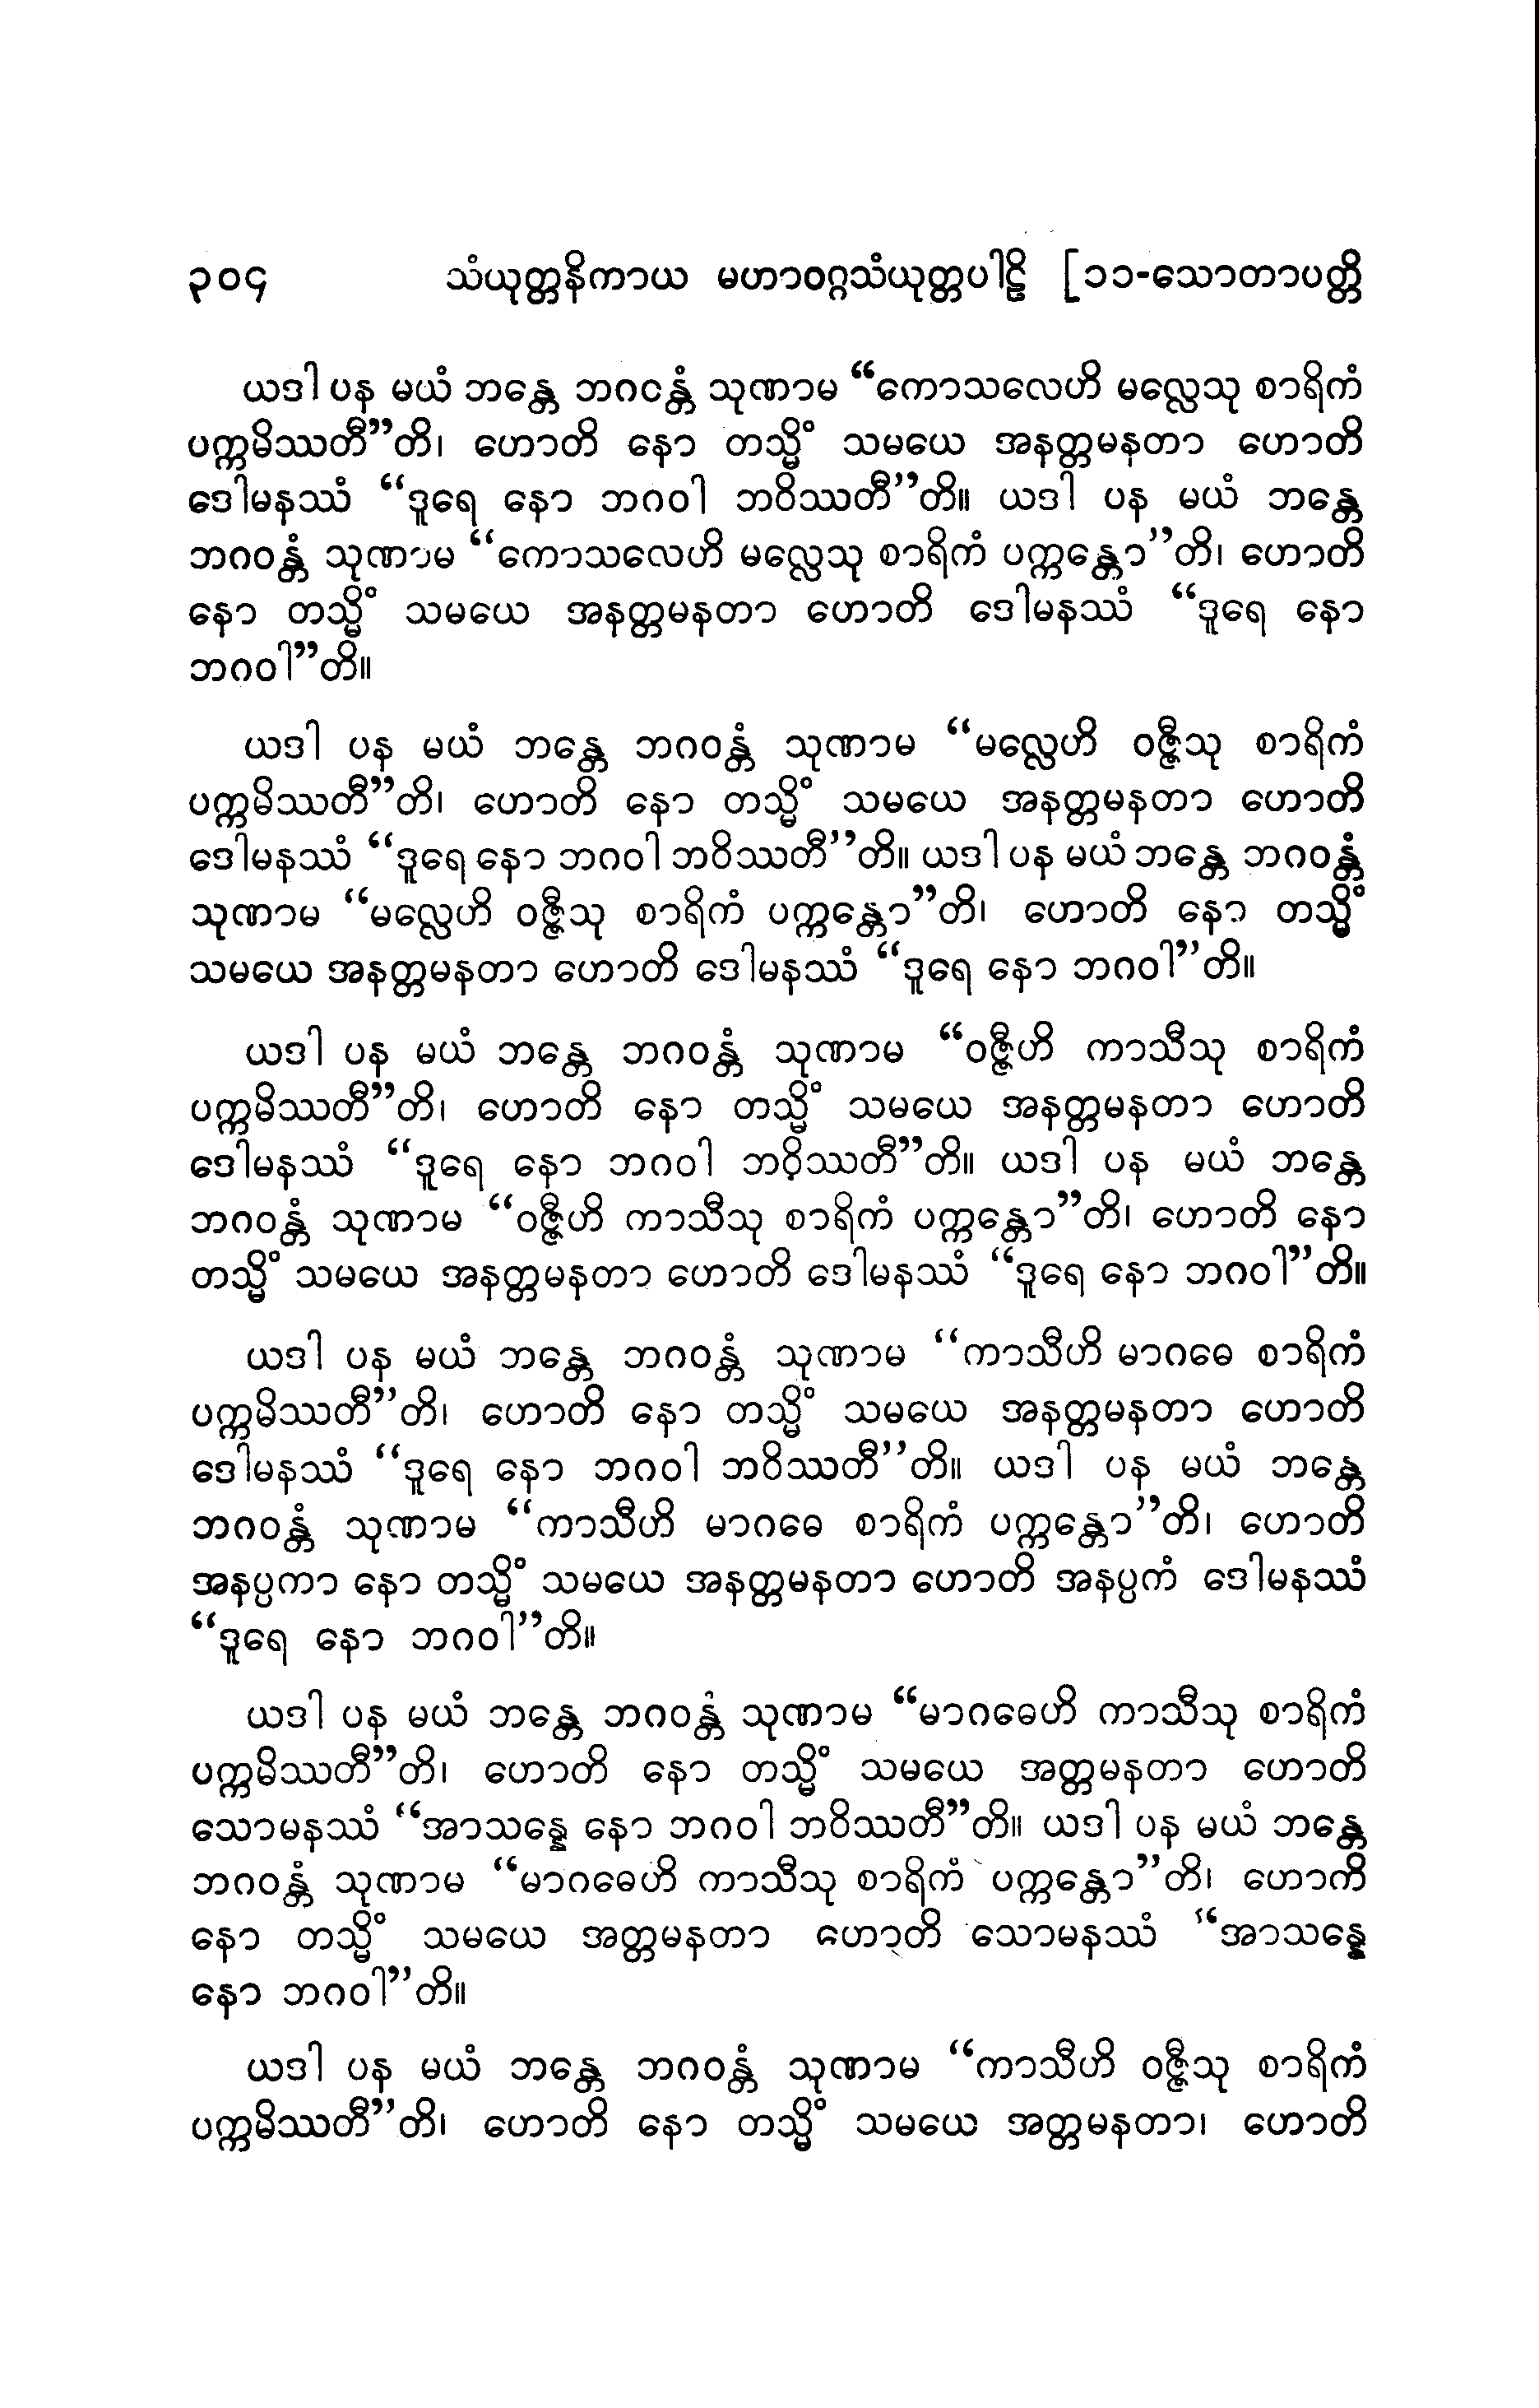 ၃၀၄ သံယုတ္တနိကာယ မဟာဝဂ္ဂသံယုတ္တပါဠိ [၁၁-သောတာပတ္တိ
ယဒါ ပန မယံ ဘန္တေ ဘဂဝန္တံ သုဏာမ “ကောသလေဟိ မလ္လေသု စာရိကံ
ပက္ကမိဿတီ”တိ၊ ဟောတိ နော တသ္မိံ သမယေ အနတ္တမနတာ ဟောတိ
ဒေါမနဿံ “ဒူရေ နော ဘဂဝါ ဘဝိဿတီ”တိ။ ယဒါ ပန မယံ ဘန္တေ
ဘဂဝန္တံ သုဏာမ “ကောသလေဟိ မလ္လေသု စာရိကံ ပက္ကန္တော”တိ၊ ဟောတိ
နော တသ္မိံ သမယေ အနတ္တမနတာ ဟောတိ ဒေါမနဿံ “ဒူရေ နော
ဘဂဝါ”တိ။
ယဒါ ပန မယံ ဘန္တေ ဘဂဝန္တံ သုဏာမ “မလ္လေဟိ ဝဇ္ဇီသု စာရိကံ
ပက္ကမိဿတီ”တိ၊ ဟောတိ နော တသ္မိံ သမယေ အနတ္တမနတာ ဟောတိ
ဒေါမနဿံ “ဒူရေ နော ဘဂဝါ ဘဝိဿတီ”တိ။ ယဒါ ပန မယံ ဘန္တေ ဘဂဝန္တံ
သုဏာမ “မလ္လေဟိ ဝဇ္ဇီသု စာရိကံ ပက္ကန္တော”တိ၊ ဟောတိ နော တသ္မိံ
သမယေ အနတ္တမနတာ ဟောတိ ဒေါမနဿံ “ဒူရေ နော ဘဂဝါ”တိ။
ယဒါ ပန မယံ ဘန္တေ ဘဂဝန္တံ သုဏာမ “ဝဇ္ဇီဟိ ကာသီသု စာရိကံ
ပက္ကမိဿတီ”တိ၊ ဟောတိ နော တသ္မိံ သမယေ အနတ္တမနတာ ဟောတိ
ဒေါမနဿံ “ဒူရေ နော ဘဂဝါ ဘဝိဿတီ”တိ။ ယဒါ ပန မယံ ဘန္တေ
ဘဂဝန္တံ သုဏာမ “ဝဇ္ဇီဟိ ကာသီသု စာရိကံ ပက္ကန္တော”တိ၊ ဟောတိ နော
တသ္မိံ သမယေ အနတ္တမနတာ ဟောတိ ဒေါမနဿံ “ဒူရေ နော ဘဂဝါ”တိ။
ယဒါ ပန မယံ ဘန္တေ ဘဂဝန္တံ သုဏာမ “ကာသီဟိ မာဂဓေ စာရိကံ
ပက္ကမိဿတီ”တိ၊ ဟောတိ နော တသ္မိံ သမယေ အနတ္တမနတာ ဟောတိ
ဒေါမနဿံ “ဒူရေ နော ဘဂဝါ ဘဝိဿတီ”တိ။ ယဒါ ပန မယံ ဘန္တေ
ဘဂဝန္တံ သုဏာမ “ကာသီဟိ မာဂဓေ စာရိကံ ပက္ကန္တော”တိ၊ ဟောတိ
အနပ္ပကာ နော တသ္မိံ သမယေ အနတ္တမနတာ ဟောတိ အနပ္ပကံ ဒေါမနဿံ
“ဒူရေ နော ဘဂဝါ”တိ။
ယဒါ ပန မယံ ဘန္တေ ဘဂဝန္တံ သုဏာမ “မာဂဓေဟိ ကာသီသု စာရိကံ
ပက္ကမိဿတီ”တိ၊ ဟောတိ နော တသ္မိံ သမယေ အတ္တမနတာ ဟောတိ
သောမနဿံ “အာသန္နေ နော ဘဂဝါ ဘဝိဿတီ”တိ။ ယဒါ ပန မယံ ဘန္တေ
ဘဂဝန္တံ သုဏာမ “မာဂဓေဟိ ကာသီသု စာရိကံ ပက္ကန္တော”တိ၊ ဟောကိ
နော တသ္မိံ သမယေ အတ္တမနတာ ဟောတိ သောမနဿံ “အာသန္နေ
နော ဘဂဝါ”တိ။
ယဒါ ပန မယံ ဘန္တေ ဘဂဝန္တံ သုဏာမ “ကာသီဟိ ဝဇ္ဇီသု စာရိကံ
ပက္ကမိဿတီ”တိ၊ ဟောတိ နော တသ္မိံ သမယေ အတ္တမနတာ၊ ဟောတိ